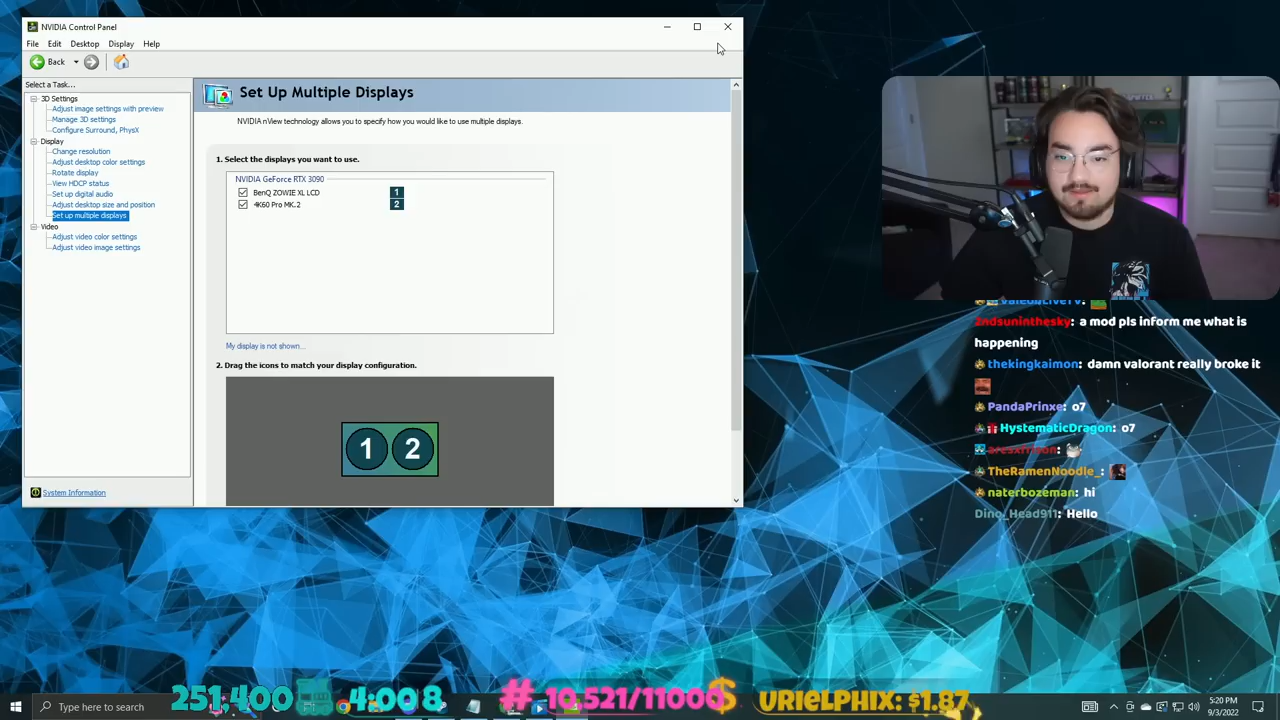 NVIDIA Control Panel
File Edit Desktop Display Help
Back
Select a Task...
3D Settings
Adjust image settings with preview
Manage 3D settings
Configure Surround, PhysX
Display
Change resolution
Adjust desktop color settings
Rotate display
View HDCP status
Set up digital audio
Adjust desktop size and position
Set up multiple displays
Video
Adjust video color settings
Adjust video image settings
System Information
Set Up Multiple Displays
NVIDIA nView technology allows you to specify how you would like to use multiple displays.
1. Select the displays you want to use.
NVIDIA GeForce RTX 3090
BenQ ZOWIE XL LCD 1
4K60 Pro MK.2 2
My display is not shown...
2. Drag the icons to match your display configuration.
1 2
2ndsuninthesky: a mod pls inform me what is
happening
thekingkaimon: damn valorant really broke it
PandaPrinxe: o7
HystematicDragon: o7
TheRamenNoodle_:
naterbozeman: hi
Dino_Head911: Hello
251,400 4:00 8 # 10,521/11000 $ URIELPHIX: $1.87
Type here to search
5:20 PM
9/3/2022